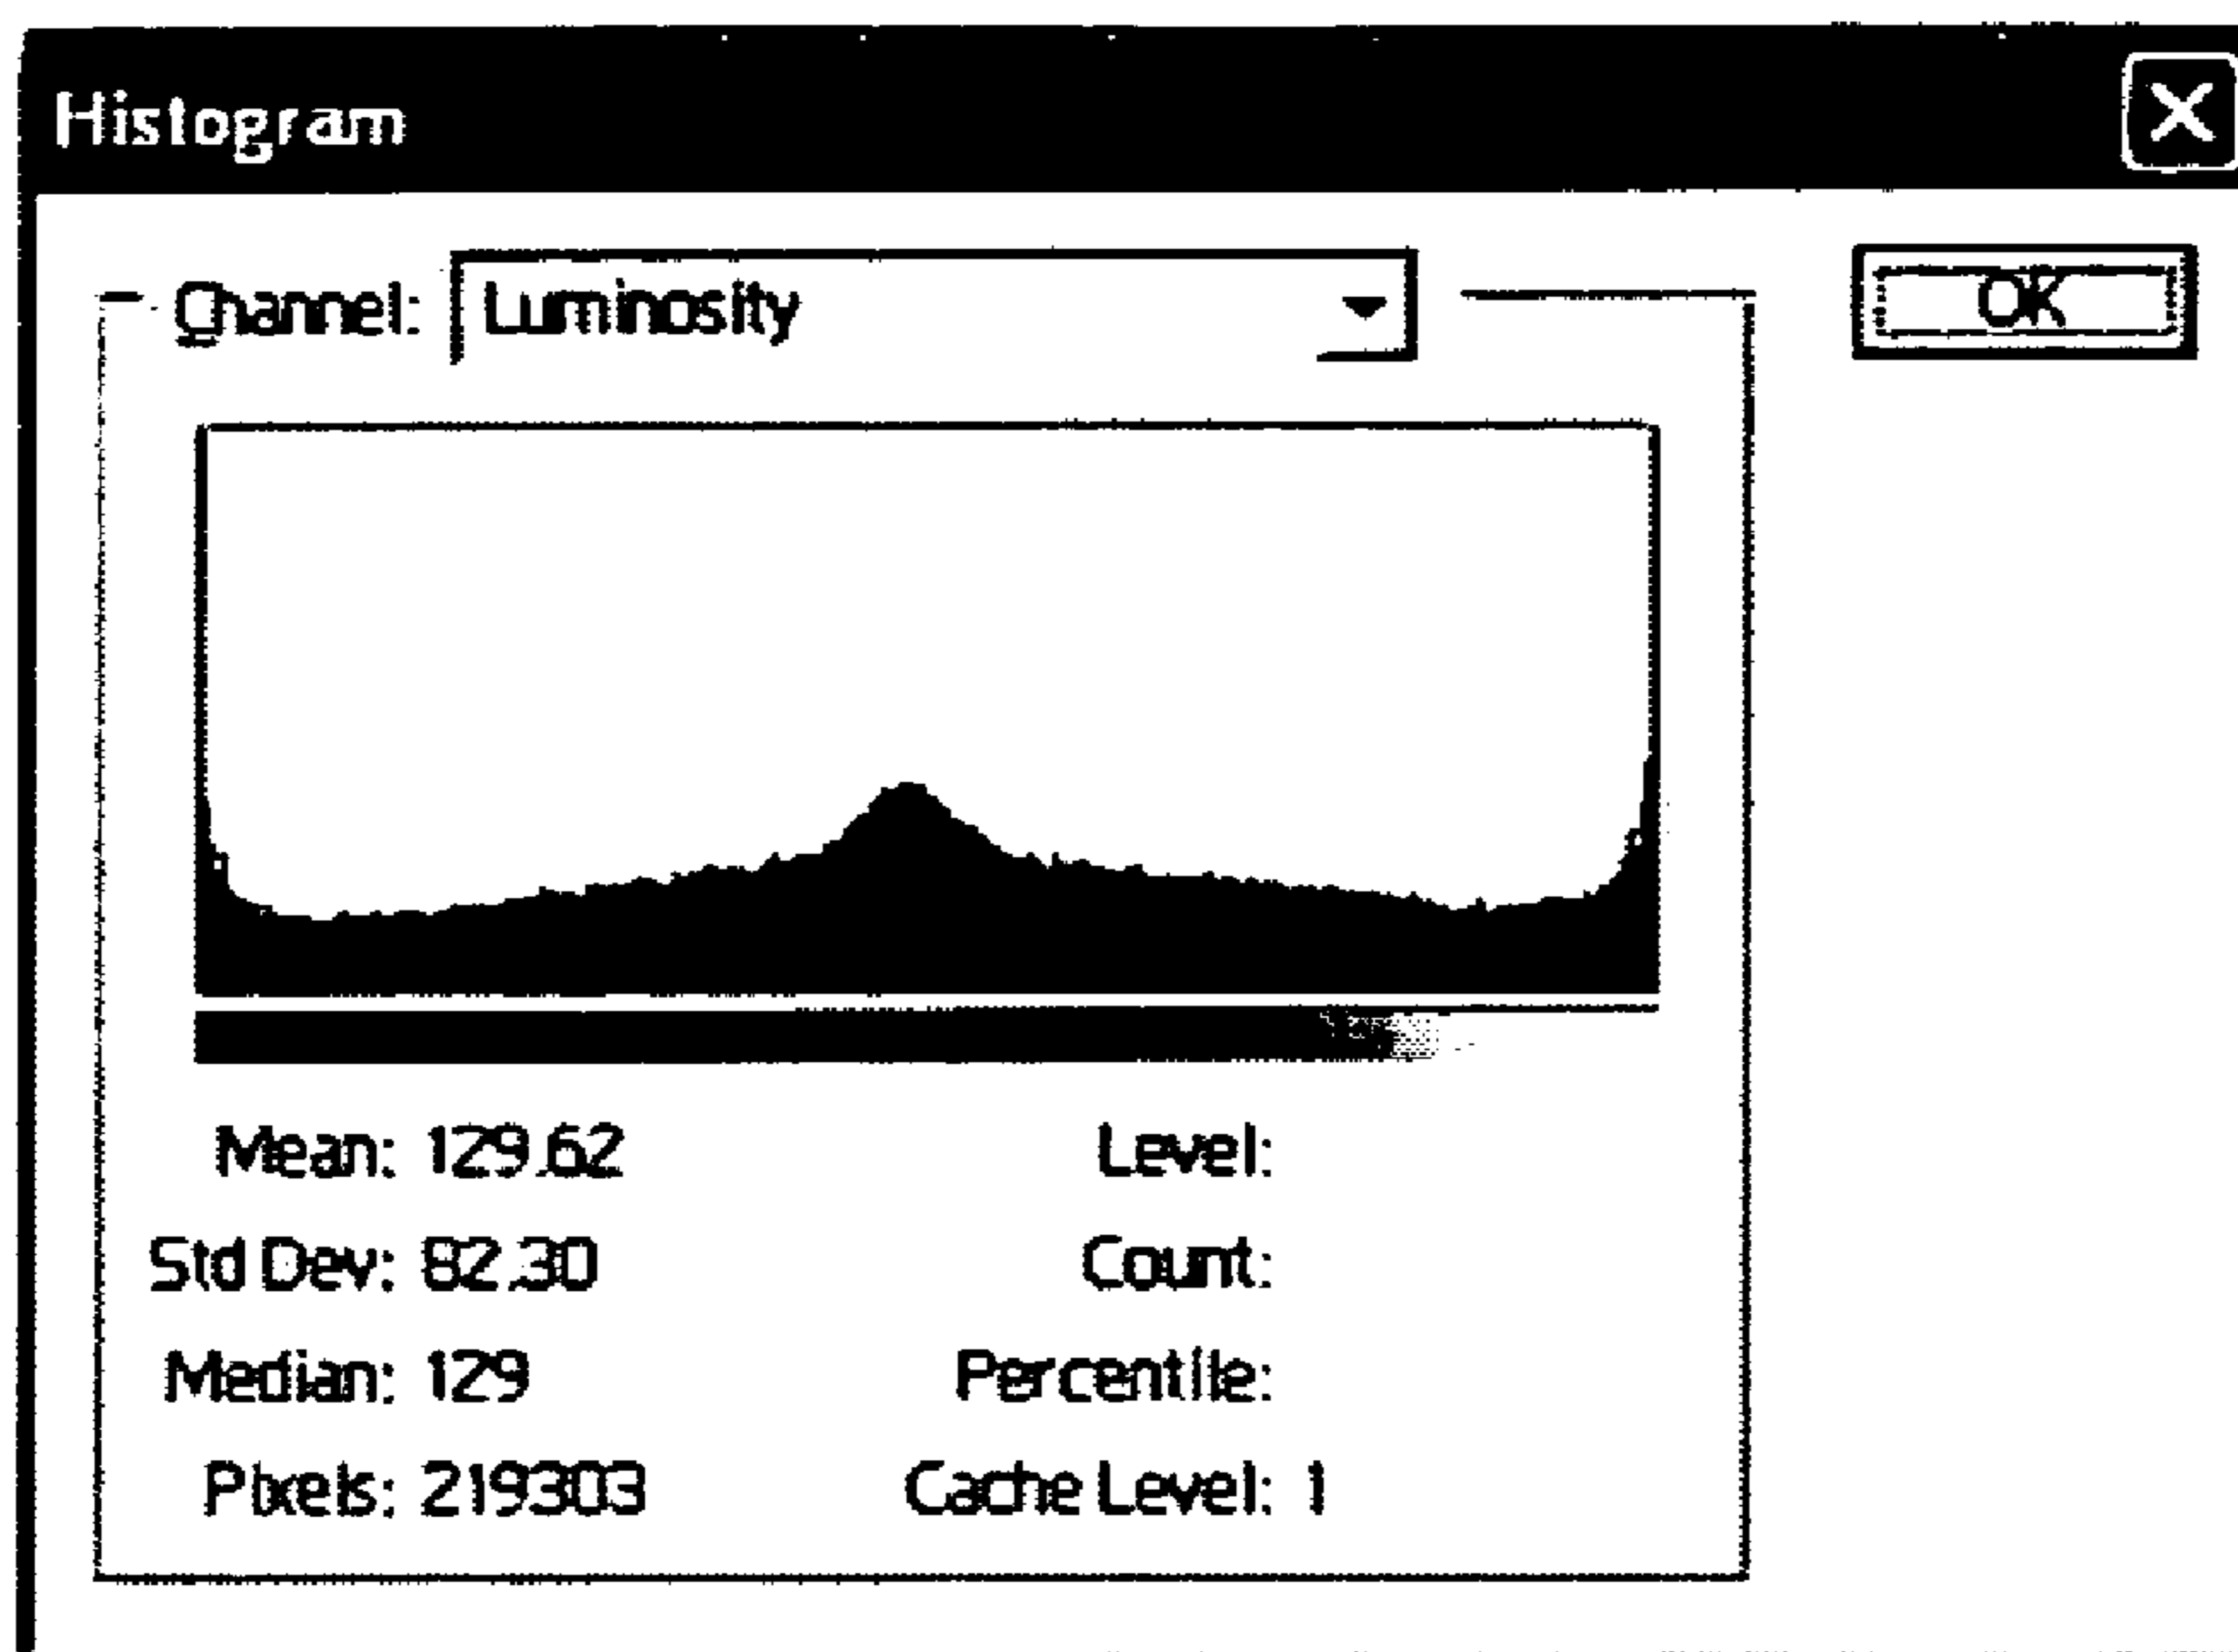 Histogram
Channel: Luminosity
OK
Mean: 129.62
Level:
Std Dev: 82.30
Count:
Median: 129
Percentile:
Pixels: 219303
Cache Level: 1